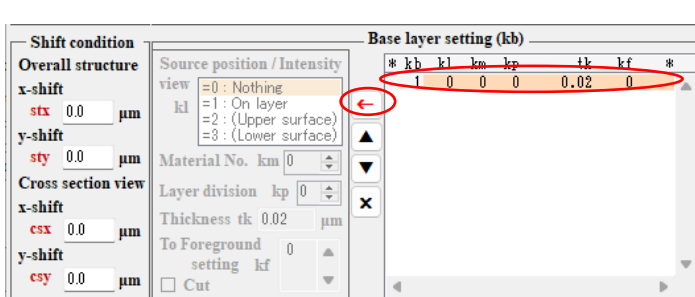 Base layer setting (kb)
Shift condition
Overall structure
x-shift
stx 0.0 μm
y-shift
sty 0.0 μm
Cross section view
x-shift
csx 0.0 μm
y-shift
csy 0.0 μm
Source position / Intensity
view
kl
=0 : Nothing
=1 : On layer
=2 : (Upper surface)
=3 : (Lower surface)
Material No. km 0
Layer division kp 0
Thickness tk 0.02 μm
To Foreground
setting kf 0
Cut
←
▲
▼
×
* kb kl km kp tk kf *
1 0 0 0 0.02 0